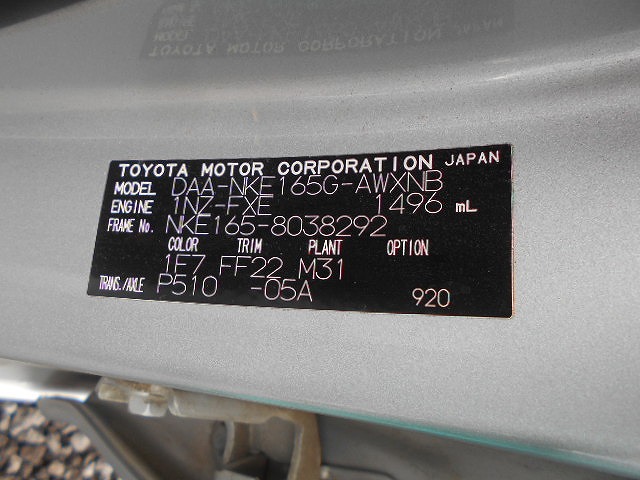 TOYOTA MOTOR CORPORATION JAPAN
MODEL DAA-NKE165G-AWXNB
ENGINE 1NZ-FXE 1496 mL
FRAME No. NKE165-8038292
COLOR TRIM PLANT OPTION
1F7 FF22 M31
TRANS./AXLE P510 -05A 920